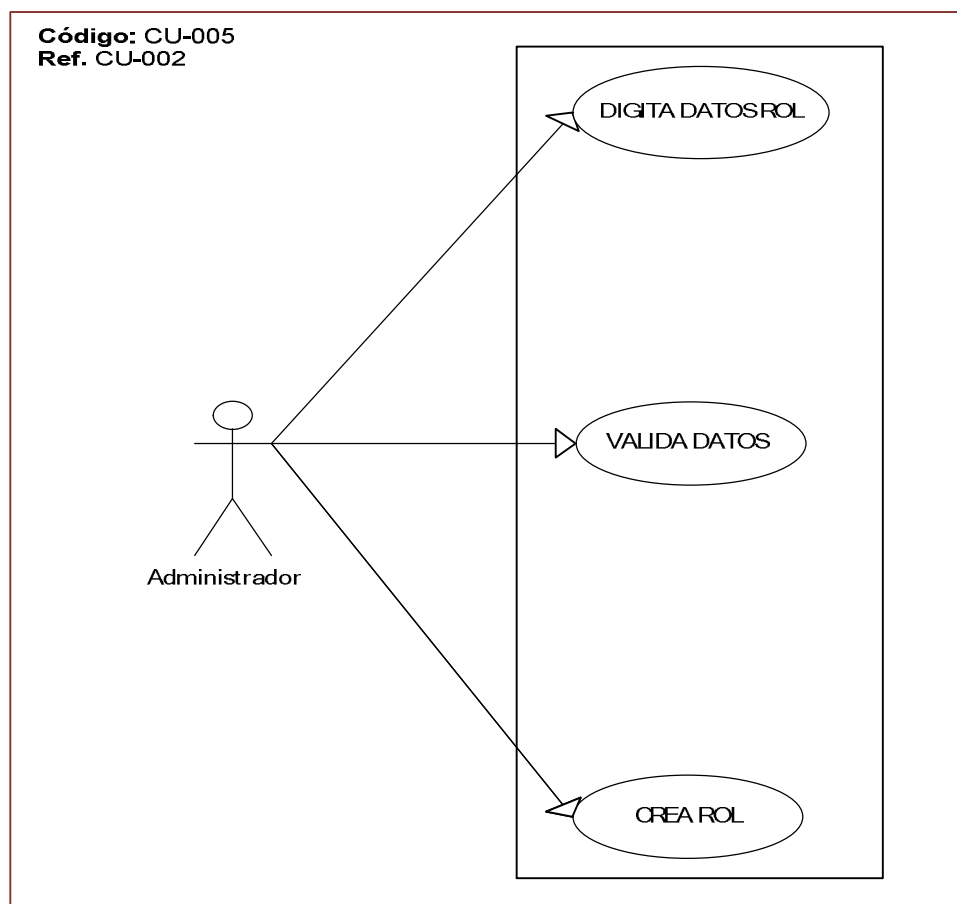 Código: CU-005
Ref. CU-002
DIGITA DATOS ROL
VALIDA DATOS
Administrador
CREA ROL